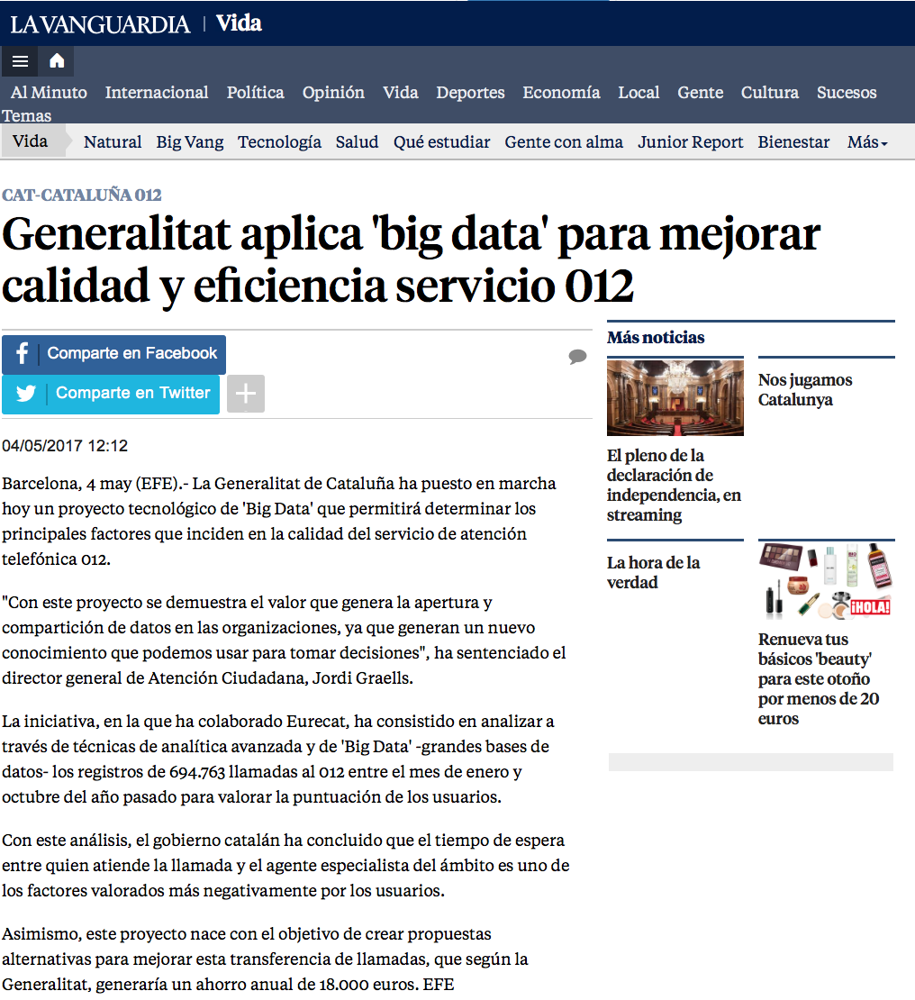 LAVANGUARDIA | Vida
Al Minuto Internacional Política Opinión Vida Deportes Economía Local Gente Cultura Sucesos
Temas
Vida Natural Big Vang Tecnología Salud Qué estudiar Gente con alma Junior Report Bienestar Más
CAT-CATALUÑA 012
Generalitat aplica 'big data' para mejorar
calidad y eficiencia servicio 012
Comparte en Facebook
Comparte en Twitter
04/05/2017 12:12
Barcelona, 4 may (EFE).- La Generalitat de Cataluña ha puesto en marcha
hoy un proyecto tecnológico de 'Big Data' que permitirá determinar los
principales factores que inciden en la calidad del servicio de atención
telefónica 012.
"Con este proyecto se demuestra el valor que genera la apertura y
compartición de datos en las organizaciones, ya que generan un nuevo
conocimiento que podemos usar para tomar decisiones", ha sentenciado el
director general de Atención Ciudadana, Jordi Graells.
La iniciativa, en la que ha colaborado Eurecat, ha consistido en analizar a
través de técnicas de analítica avanzada y de 'Big Data' -grandes bases de
datos- los registros de 694.763 llamadas al 012 entre el mes de enero y
octubre del año pasado para valorar la puntuación de los usuarios.
Con este análisis, el gobierno catalán ha concluido que el tiempo de espera
entre quien atiende la llamada y el agente especialista del ámbito es uno de
los factores valorados más negativamente por los usuarios.
Asimismo, este proyecto nace con el objetivo de crear propuestas
alternativas para mejorar esta transferencia de llamadas, que según la
Generalitat, generaría un ahorro anual de 18.000 euros. EFE
Más noticias
El pleno de la
declaración de
independencia, en
streaming
Nos jugamos
Catalunya
La hora de la
verdad
¡HOLA!
Renueva tus
básicos 'beauty'
para este otoño
por menos de 20
euros